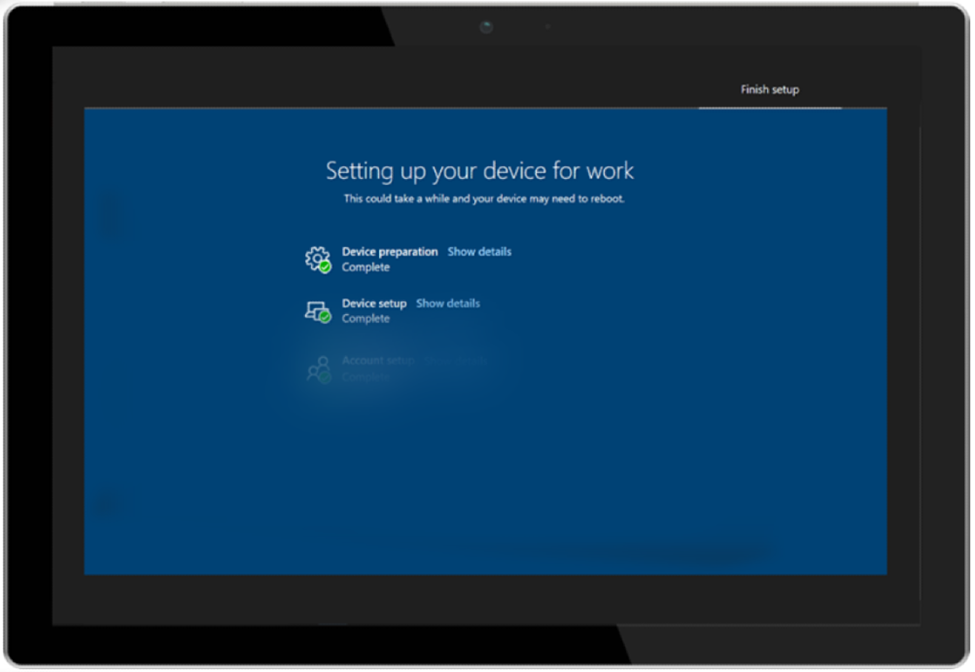 Finish setup
Setting up your device for work
This could take a while and your device may need to reboot.
Device preparation Show details
Complete
Device setup Show details
Complete
Account setup
Complete